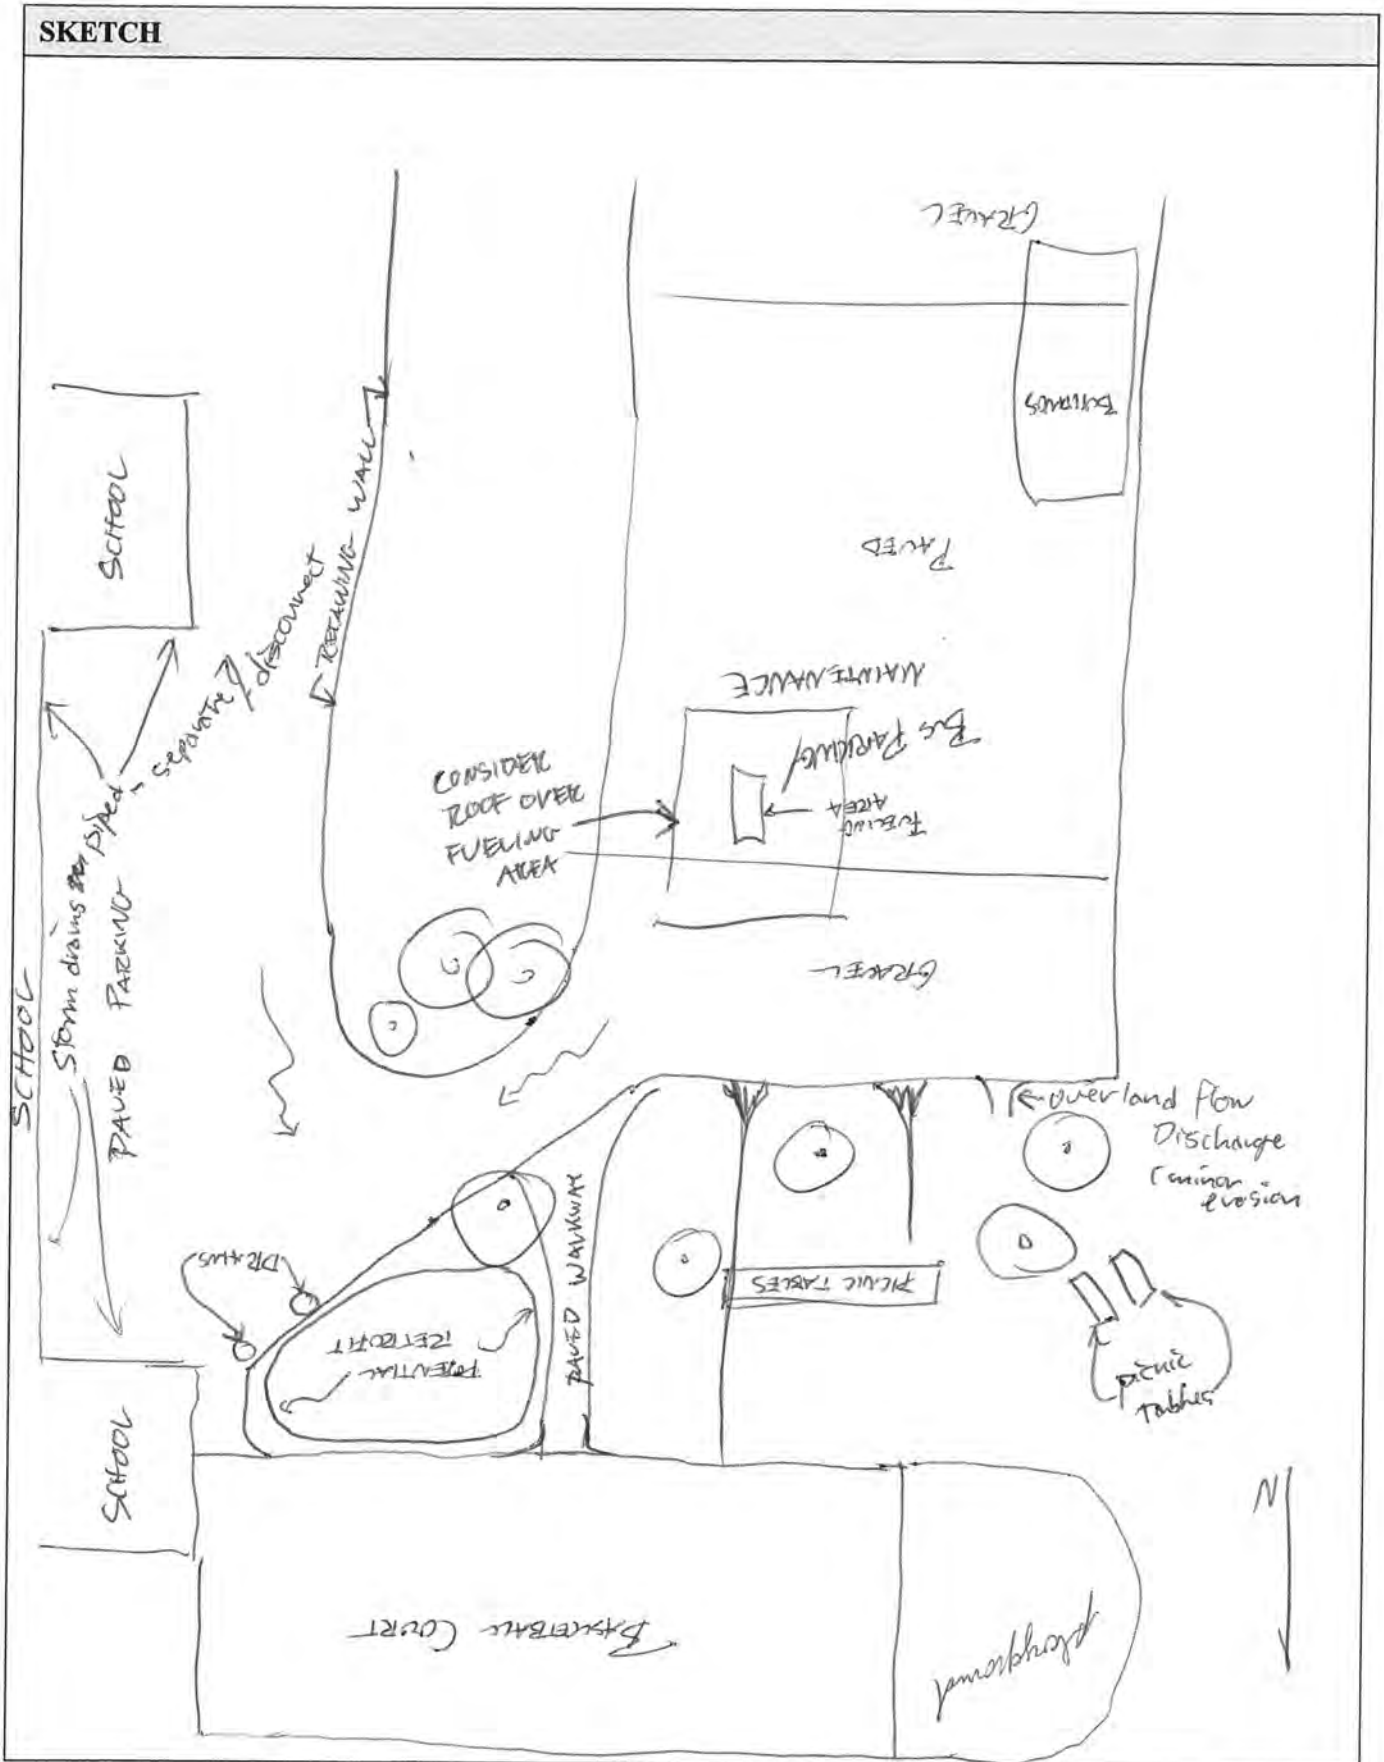 SKETCH
GRAVEL
BUILDINGS
PAVED
SCHOOL
RETAINING WALL
separate / disconnect
MAINTENANCE
BUS PARKING
CONSIDER
ROOF OVER
FUELING
AREA
FUELING
AREA
GRAVEL
SCHOOL
Storm drains piped
PAVED PARKING
overland flow
Discharge
(minor
erosion
DRAINS
PAVED WALKWAY
PICNIC TABLES
POTENTIAL
RETROFIT
picnic
tables
SCHOOL
N
BASKETBALL COURT
playground